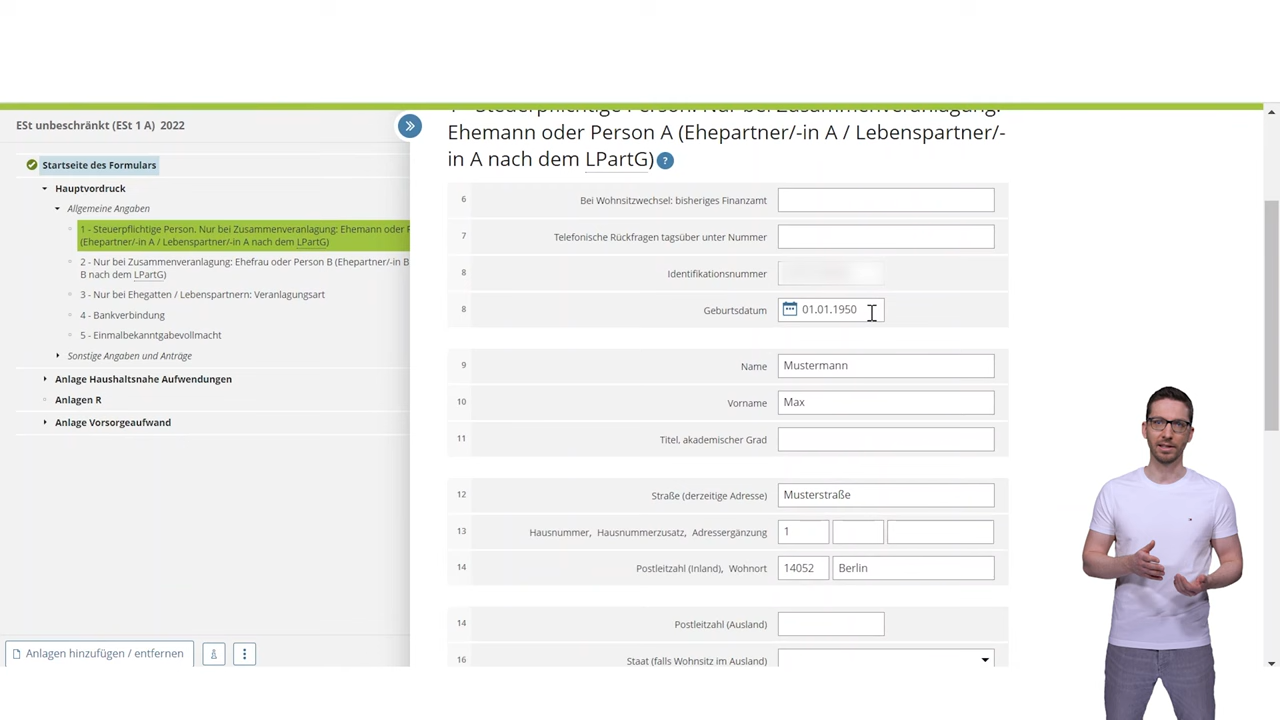 ESt unbeschränkt (ESt 1 A) 2022
Startseite des Formulars
Hauptvordruck
Allgemeine Angaben
1 - Steuerpflichtige Person. Nur bei Zusammenveranlagung: Ehemann oder
(Ehepartner/-in A / Lebenspartner/-in A nach dem LPartG)
2 - Nur bei Zusammenveranlagung: Ehefrau oder Person B (Ehepartner/-in B
B nach dem LPartG)
3 - Nur bei Ehegatten / Lebenspartnern: Veranlagungsart
4 - Bankverbindung
5 - Einmalbekanntgabevollmacht
Sonstige Angaben und Anträge
Anlage Haushaltsnahe Aufwendungen
Anlagen R
Anlage Vorsorgeaufwand
Anlagen hinzufügen / entfernen
1 - Steuerpflichtige Person. Nur bei Zusammenveranlagung:
Ehemann oder Person A (Ehepartner/-in A / Lebenspartner/-
in A nach dem LPartG) ?
6 Bei Wohnsitzwechsel: bisheriges Finanzamt
7 Telefonische Rückfragen tagsüber unter Nummer
8 Identifikationsnummer
8 Geburtsdatum 01.01.1950
9 Name Mustermann
10 Vorname Max
11 Titel, akademischer Grad
12 Straße (derzeitige Adresse) Musterstraße
13 Hausnummer, Hausnummerzusatz, Adressergänzung 1
14 Postleitzahl (Inland), Wohnort 14052 Berlin
14 Postleitzahl (Ausland)
16 Staat (falls Wohnsitz im Ausland)